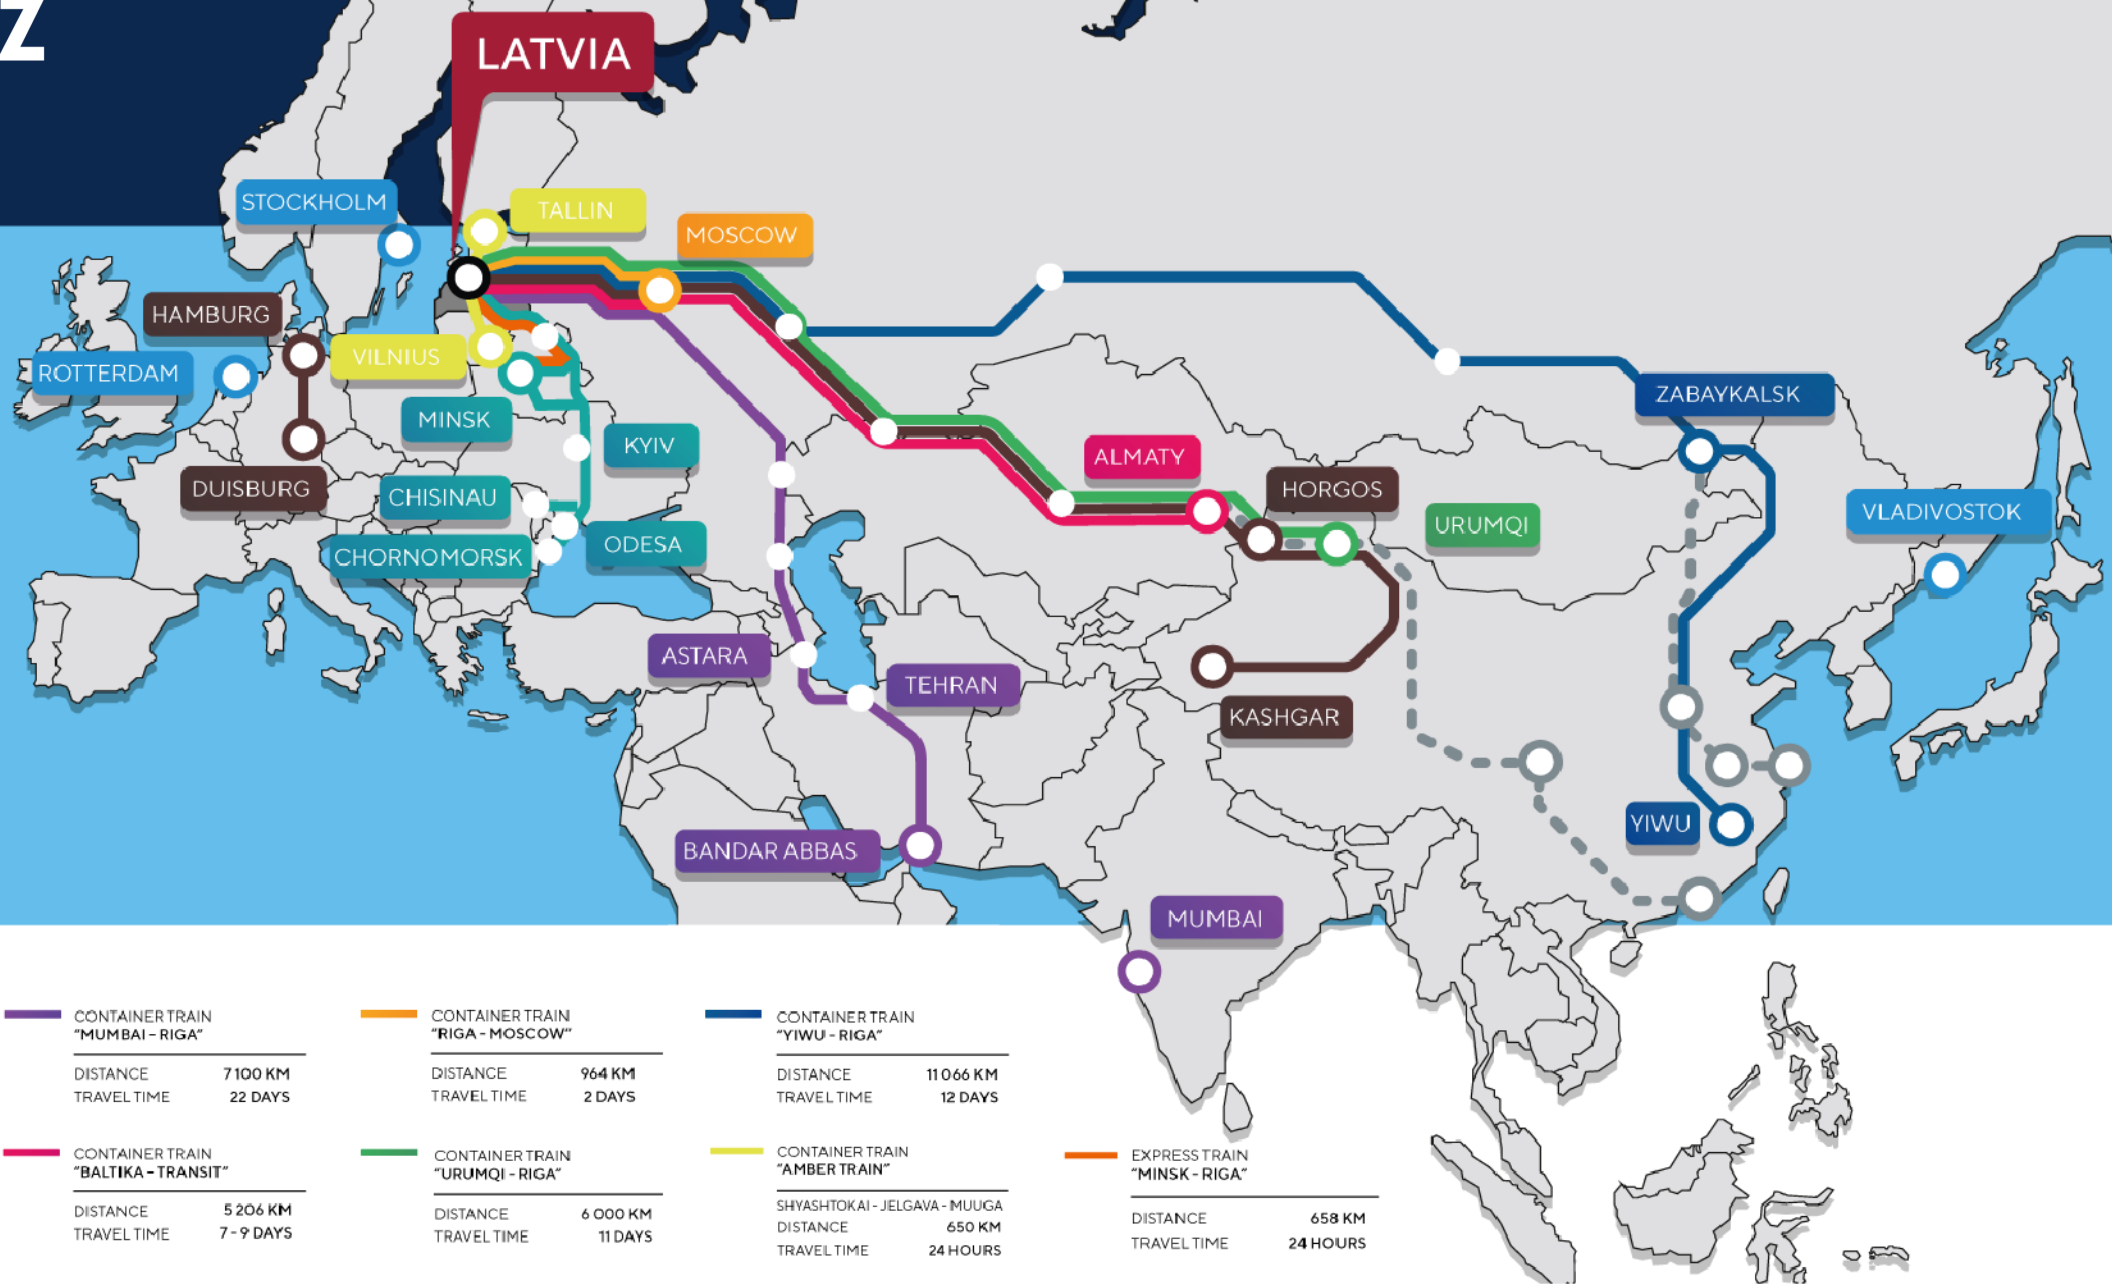 Z
LATVIA
STOCKHOLM
TALLIN
MOSCOW
HAMBURG
VILNIUS
ROTTERDAM
ZABAYKALSK
MINSK
KYIV
ALMATY
DUISBURG
CHISINAU
HORGOS
URUMQI
VLADIVOSTOK
CHORNOMORSK
ODESA
ASTARA
TEHRAN
KASHGAR
YIWU
BANDAR ABBAS
MUMBAI
CONTAINER TRAIN
"MUMBAI - RIGA"
DISTANCE 7 100 KM
TRAVEL TIME 22 DAYS
CONTAINER TRAIN
"RIGA - MOSCOW"
DISTANCE 964 KM
TRAVEL TIME 2 DAYS
CONTAINER TRAIN
"YIWU - RIGA"
DISTANCE 11 066 KM
TRAVEL TIME 12 DAYS
CONTAINER TRAIN
"BALTIKA - TRANSIT"
DISTANCE 5 206 KM
TRAVEL TIME 7 - 9 DAYS
CONTAINER TRAIN
"URUMQI - RIGA"
DISTANCE 6 000 KM
TRAVEL TIME 11 DAYS
CONTAINER TRAIN
"AMBER TRAIN"
SHYASHTOKAI - JELGAVA - MUUGA
DISTANCE 650 KM
TRAVEL TIME 24 HOURS
EXPRESS TRAIN
"MINSK - RIGA"
DISTANCE 658 KM
TRAVEL TIME 24 HOURS